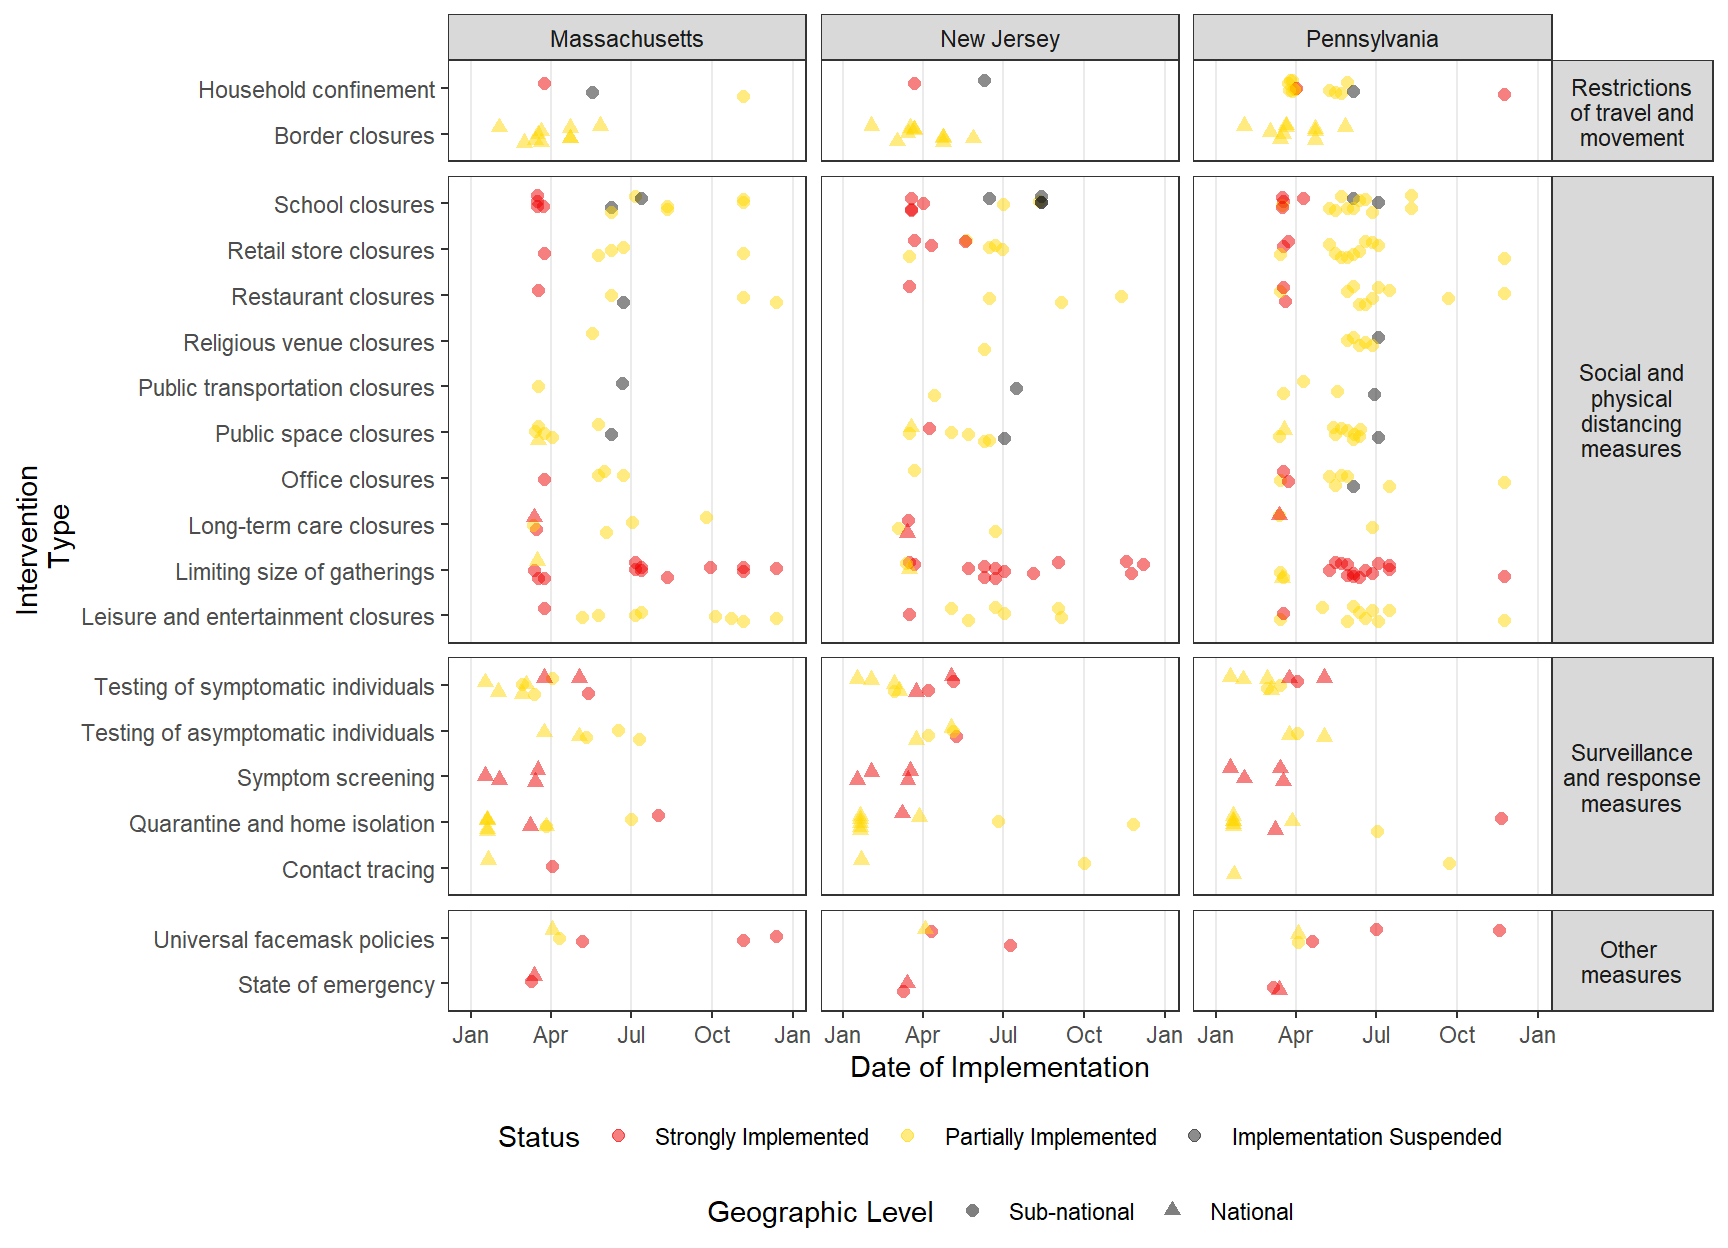 Massachusetts
New Jersey
Pennsylvania
Household confinement
Border closures
Restrictions
of travel and
movement
School closures
Retail store closures
Restaurant closures
Religious venue closures
Public transportation closures
Public space closures
Office closures
Long-term care closures
Limiting size of gatherings
Leisure and entertainment closures
Social and
physical
distancing
measures
Testing of symptomatic individuals
Testing of asymptomatic individuals
Symptom screening
Quarantine and home isolation
Contact tracing
Surveillance
and response
measures
Universal facemask policies
State of emergency
Other
measures
Intervention
Type
Jan Apr Jul Oct Jan
Jan Apr Jul Oct Jan
Jan Apr Jul Oct Jan
Date of Implementation
Status Strongly Implemented Partially Implemented Implementation Suspended
Geographic Level Sub-national National